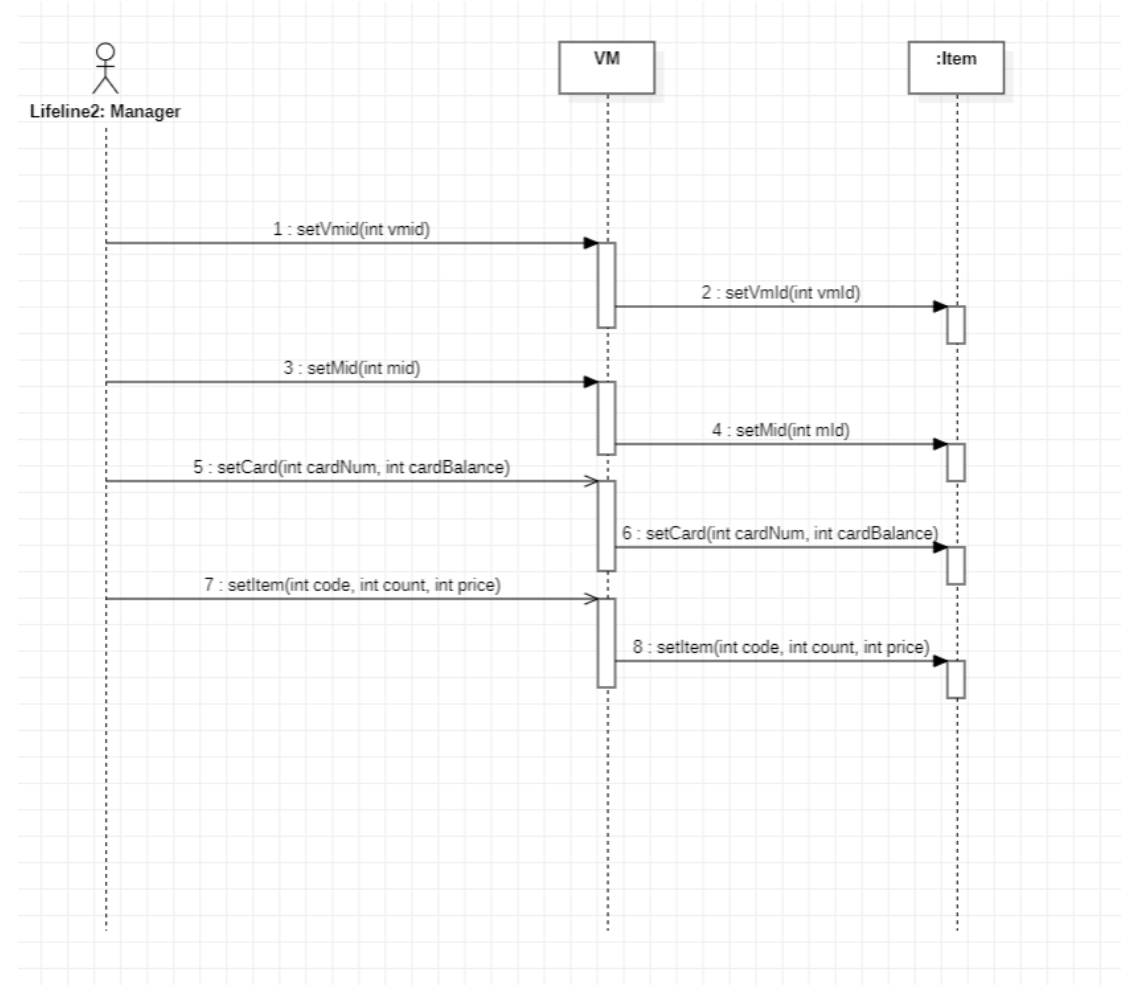 VM
:Item
Lifeline2: Manager
1 : setVmid(int vmid)
2 : setVmId(int vmId)
3 : setMid(int mid)
4 : setMid(int mId)
5 : setCard(int cardNum, int cardBalance)
6 : setCard(int cardNum, int cardBalance)
7 : setItem(int code, int count, int price)
8 : setItem(int code, int count, int price)